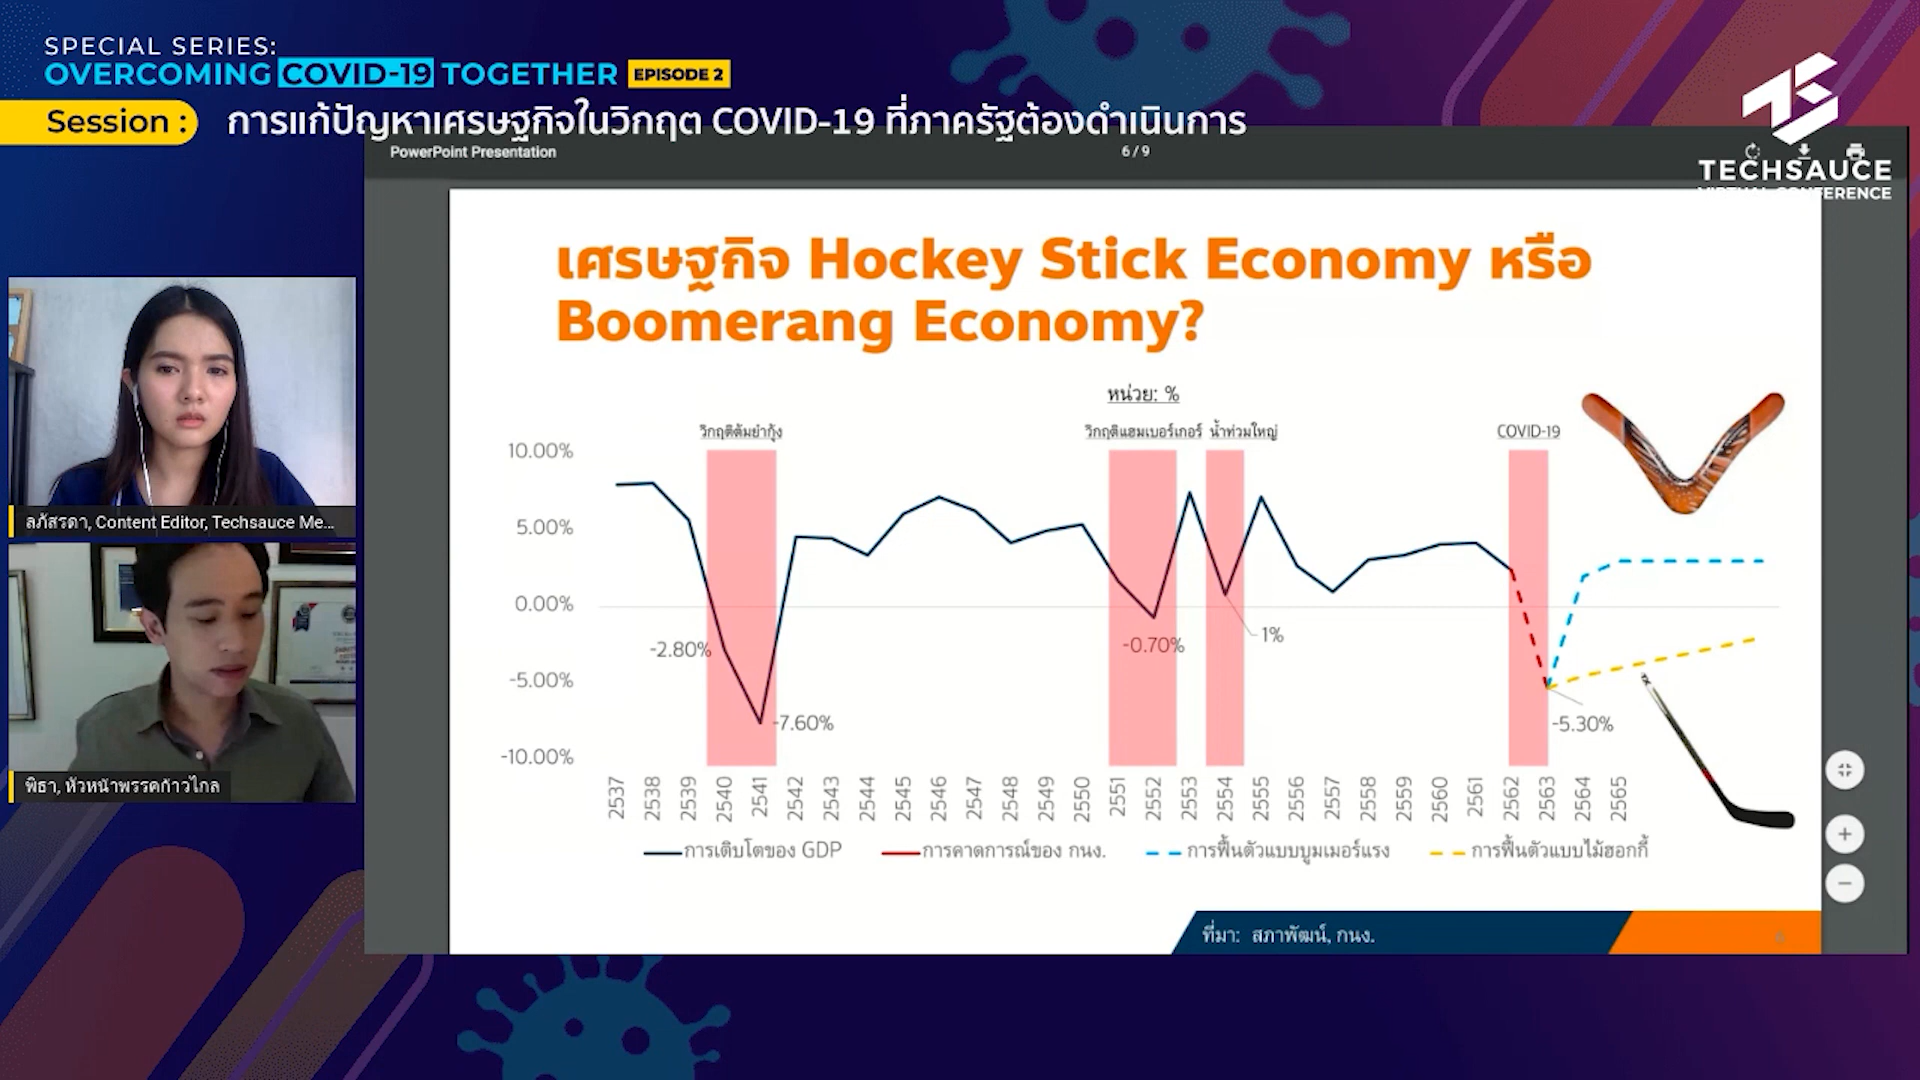 SPECIAL SERIES:
OVERCOMING COVID-19 TOGETHER EPISODE 2
Session : การแก้ปัญหาเศรษฐกิจในวิกฤต COVID-19 ที่ภาครัฐต้องดำเนินการ
TECHSAUCE
VIRTUAL CONFERENCE
PowerPoint Presentation
6 / 9
เศรษฐกิจ Hockey Stick Economy หรือ
Boomerang Economy?
หน่วย: %
วิกฤติต้มยำกุ้ง
วิกฤติแฮมเบอร์เกอร์
น้ำท่วมใหญ่
COVID-19
10.00%
5.00%
0.00%
-5.00%
-10.00%
-2.80%
-7.60%
-0.70%
1%
-5.30%
2537 2538 2539 2540 2541 2542 2543 2544 2545 2546 2547 2548 2549 2550 2551 2552 2553 2554 2555 2556 2557 2558 2559 2560 2561 2562 2563 2564 2565
การเติบโตของ GDP
การคาดการณ์ของ กนง.
การฟื้นตัวแบบบูมเมอร์แรง
การฟื้นตัวแบบไม้ฮอกกี้
ที่มา: สภาพัฒน์, กนง.
ลภัสรดา, Content Editor, Techsauce Me...
พิธา, หัวหน้าพรรคก้าวไกล